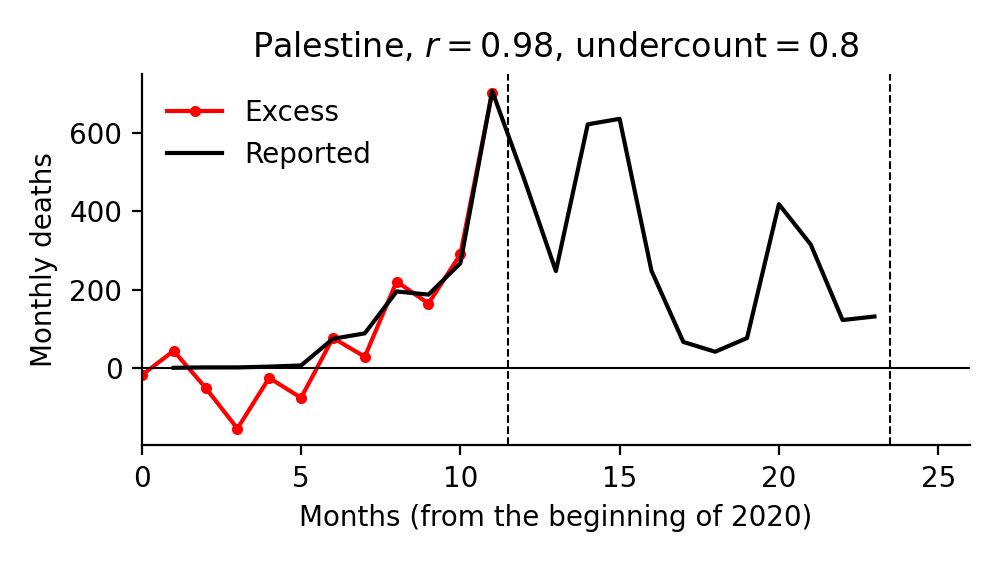 Palestine, r = 0.98, undercount = 0.8
Excess
Reported
Monthly deaths
600
400
200
0
0 5 10 15 20 25
Months (from the beginning of 2020)